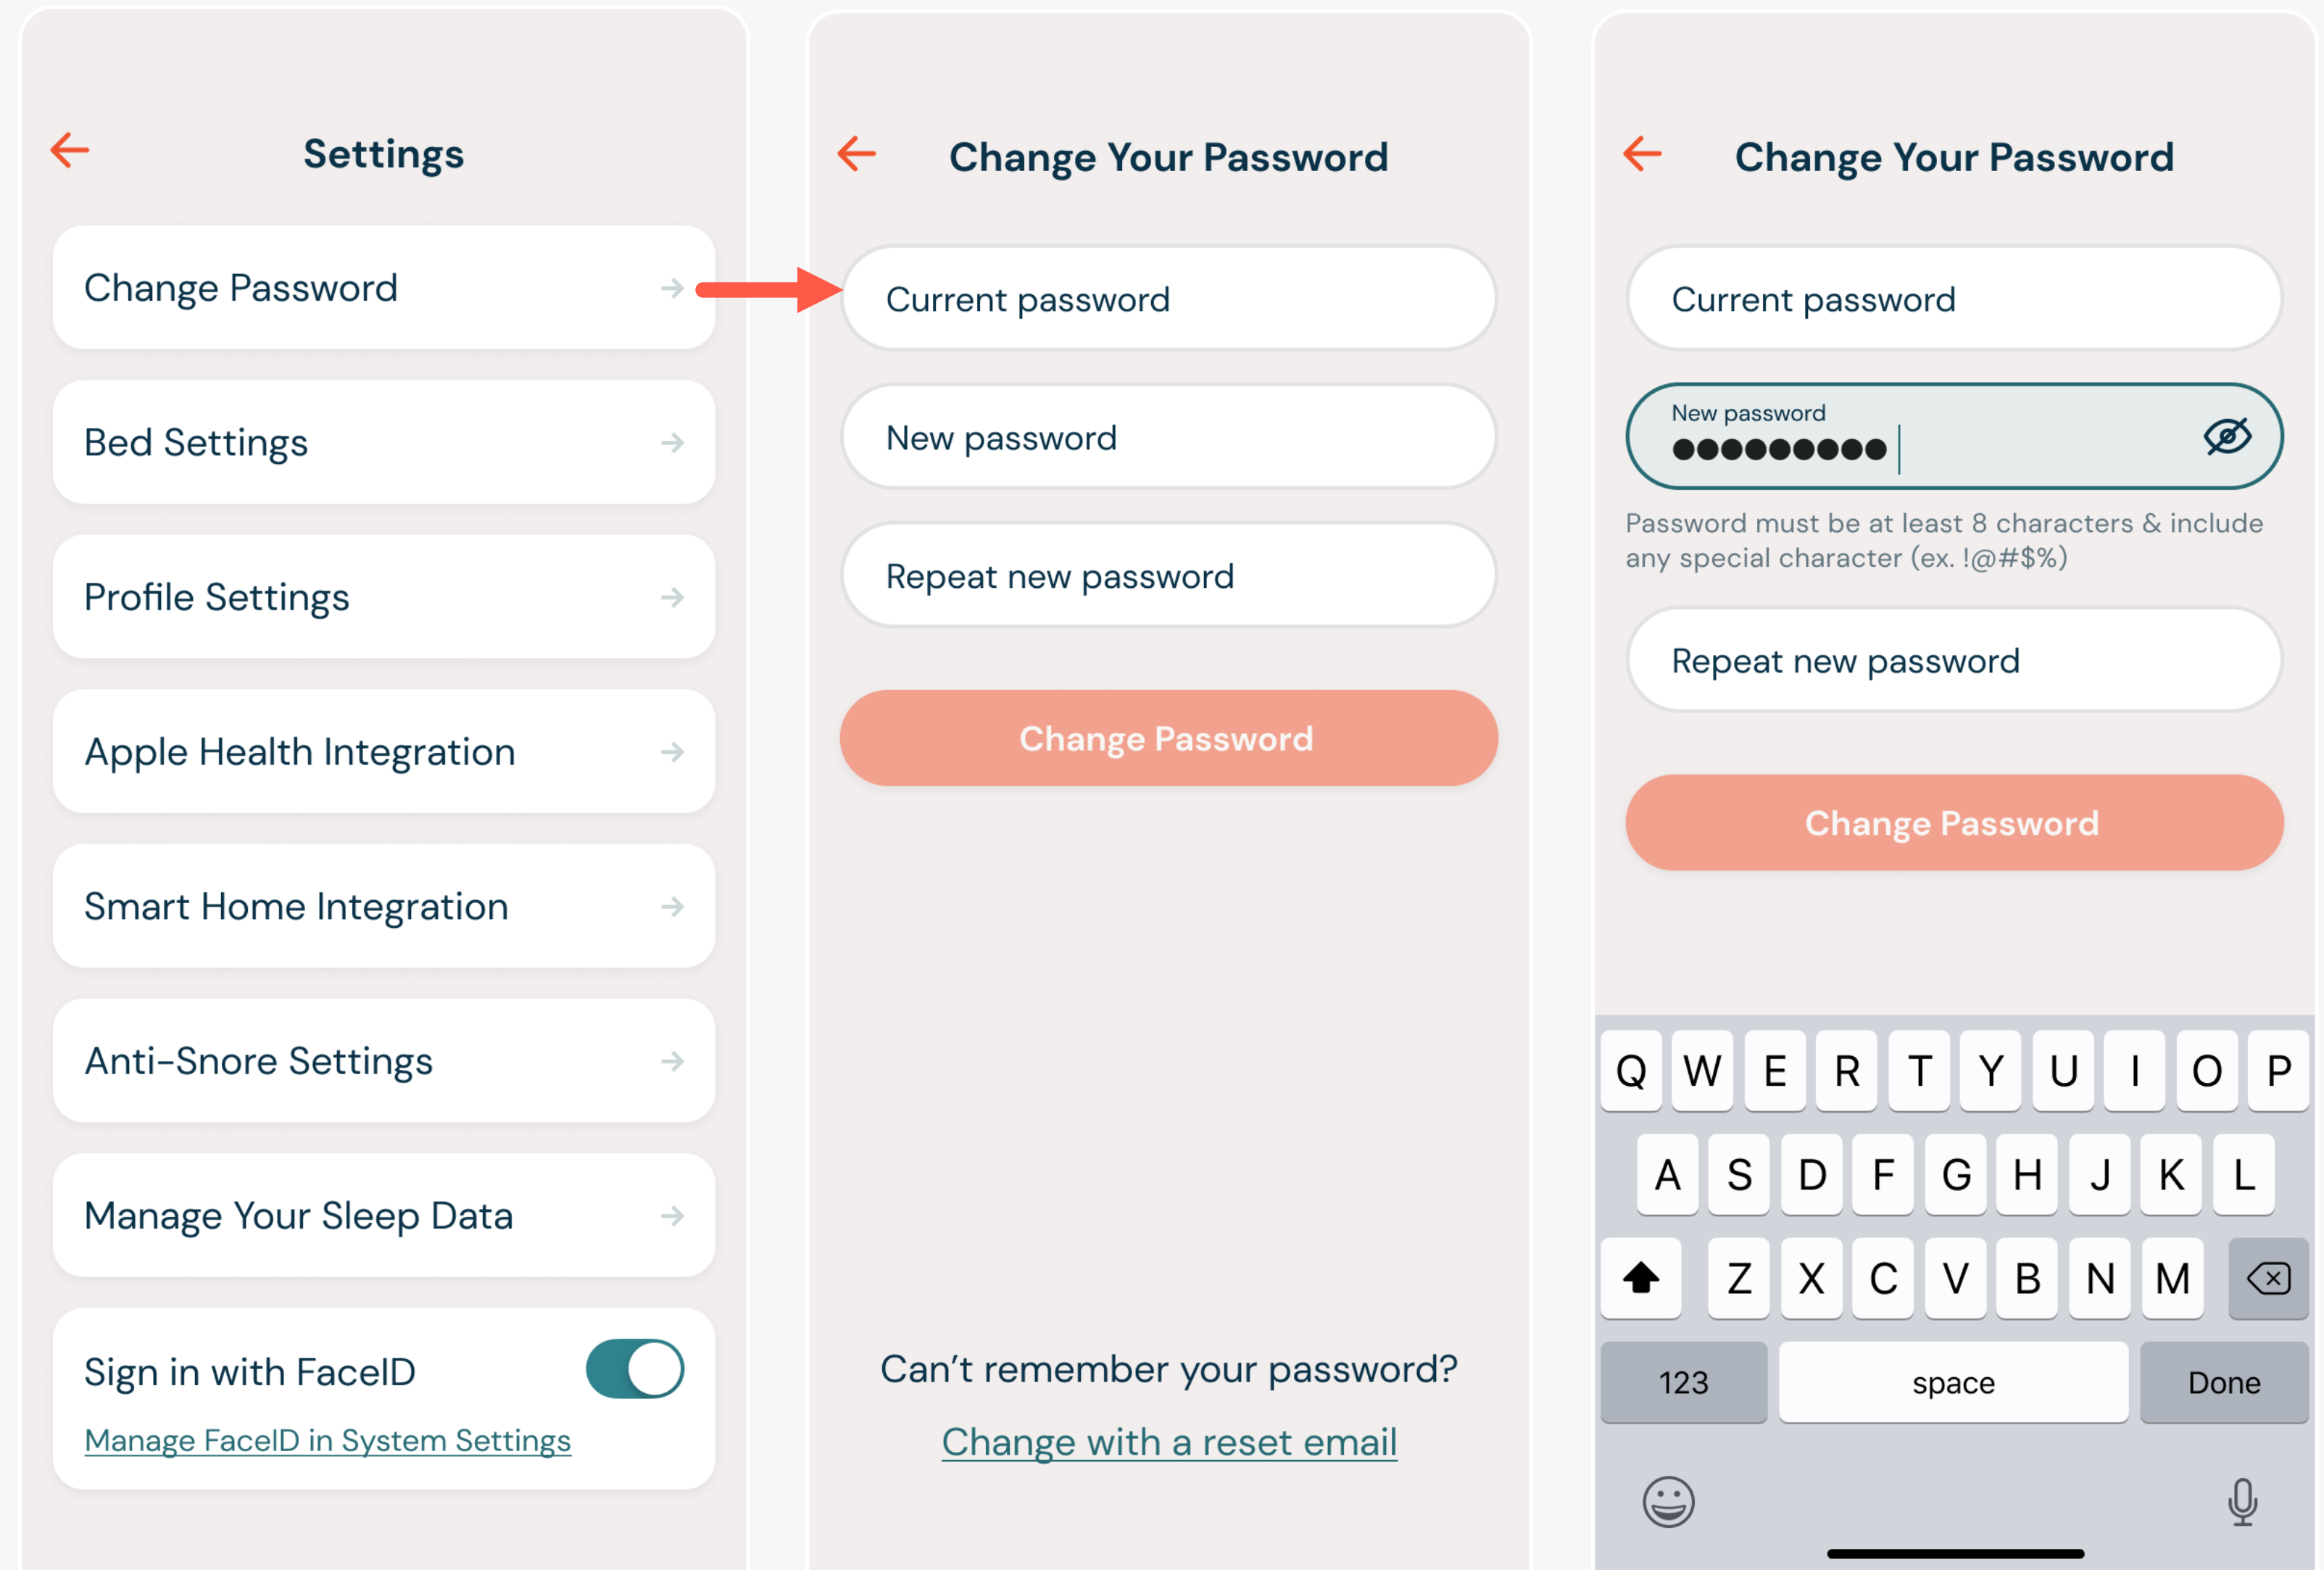 Settings
Change Password
Bed Settings
Profile Settings
Apple Health Integration
Smart Home Integration
Anti-Snore Settings
Manage Your Sleep Data
Sign in with FaceID
Manage FaceID in System Settings
Change Your Password
Current password
New password
Repeat new password
Change Password
Can’t remember your password?
Change with a reset email
Change Your Password
Current password
New password
Password must be at least 8 characters & include
any special character (ex. !@#$%)
Repeat new password
Change Password
Q W E R T Y U I O P
A S D F G H J K L
Z X C V B N M
123 space Done